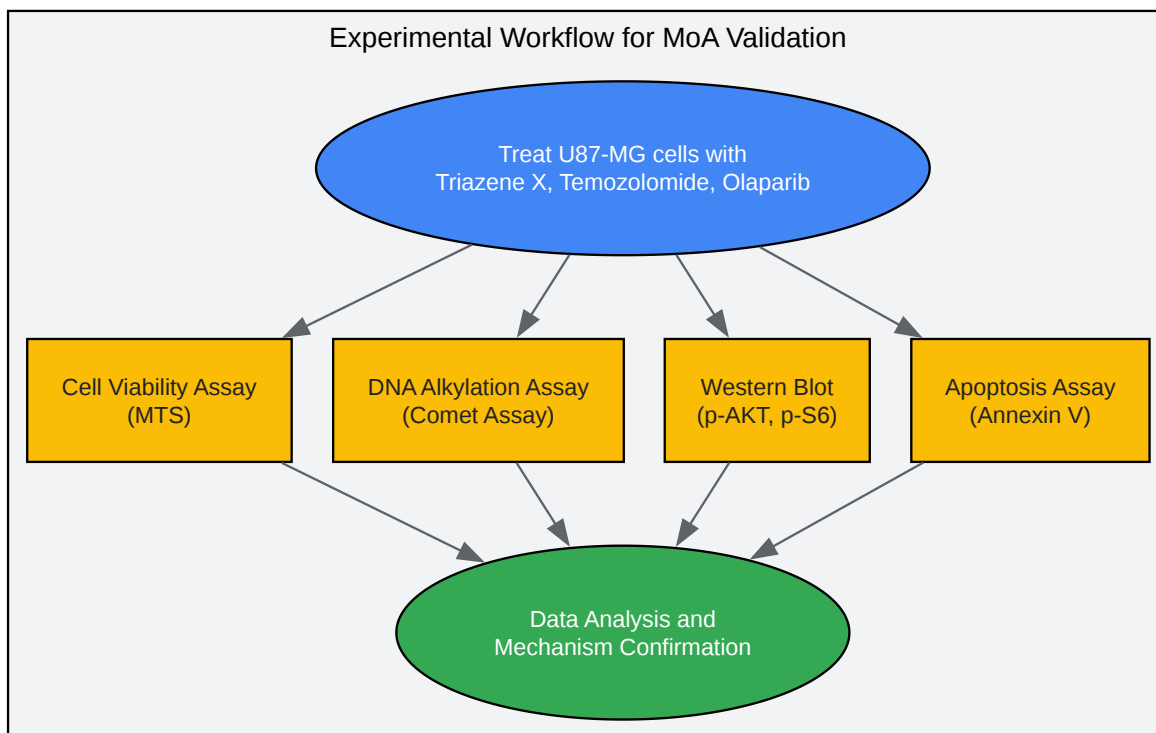 Experimental Workflow for MoA Validation
Treat U87-MG cells with
Triazene X, Temozolomide, Olaparib
Cell Viability Assay
(MTS)
DNA Alkylation Assay
(Comet Assay)
Western Blot
(p-AKT, p-S6)
Apoptosis Assay
(Annexin V)
Data Analysis and
Mechanism Confirmation